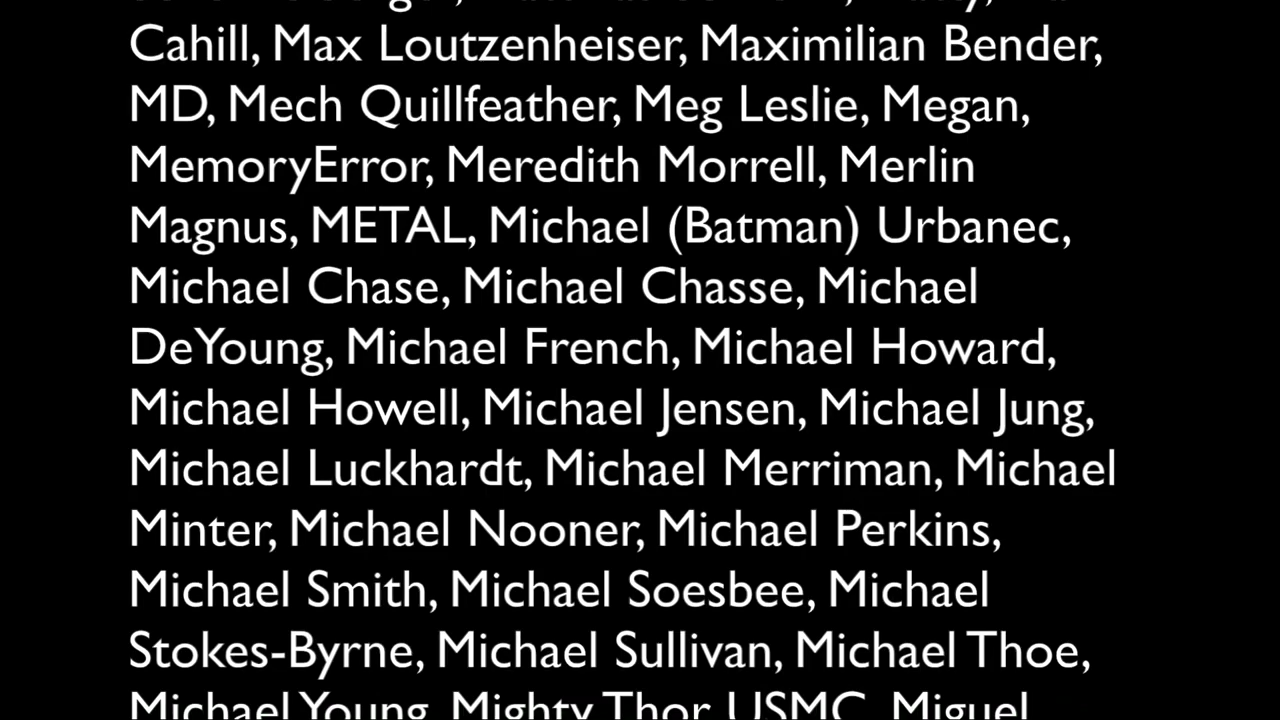 Cahill, Max Loutzenheiser, Maximilian Bender,
MD, Mech Quillfeather, Meg Leslie, Megan,
MemoryError, Meredith Morrell, Merlin
Magnus, METAL, Michael (Batman) Urbanec,
Michael Chase, Michael Chasse, Michael
DeYoung, Michael French, Michael Howard,
Michael Howell, Michael Jensen, Michael Jung,
Michael Luckhardt, Michael Merriman, Michael
Minter, Michael Nooner, Michael Perkins,
Michael Smith, Michael Soesbee, Michael
Stokes-Byrne, Michael Sullivan, Michael Thoe,
Michael Young, Mighty Thor USMC, Miguel